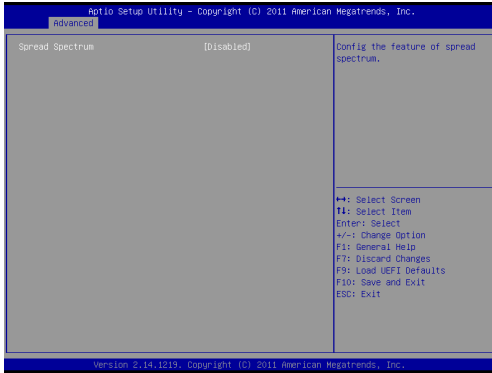 Aptio Setup Utility - Copyright (C) 2011 American Megatrends, Inc.
Advanced
Spread Spectrum [Disabled]
Config the feature of spread
spectrum.
↔: Select Screen
↑↓: Select Item
Enter: Select
+/-: Change Option
F1: General Help
F7: Discard Changes
F9: Load UEFI Defaults
F10: Save and Exit
ESC: Exit
Version 2.14.1219. Copyright (C) 2011 American Megatrends, Inc.